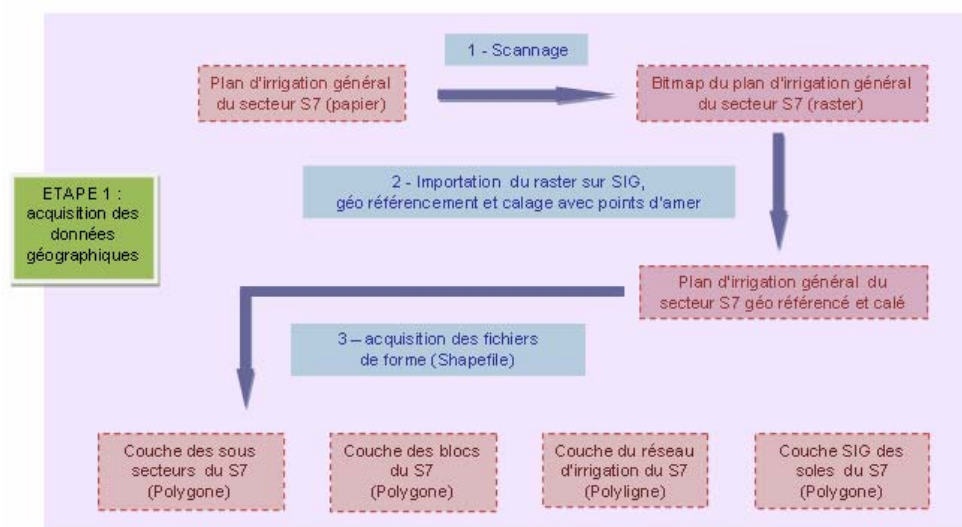 1 - Scannage
Plan d'irrigation général
du secteur S7 (papier)
Bitmap du plan d'irrigation général
du secteur S7 (raster)
2 - Importation du raster sur SIG,
géo référencement et calage avec points d'amer
ETAPE 1 :
acquisition des
données
géographiques
Plan d'irrigation général du
secteur S7 géo référencé et calé
3 – acquisition des fichiers
de forme (Shapefile)
Couche des sous
secteurs du S7
(Polygone)
Couche des blocs
du S7
(Polygone)
Couche du réseau
d'irrigation du S7
(Polyligne)
Couche SIG des
soles du S7
(Polygone)